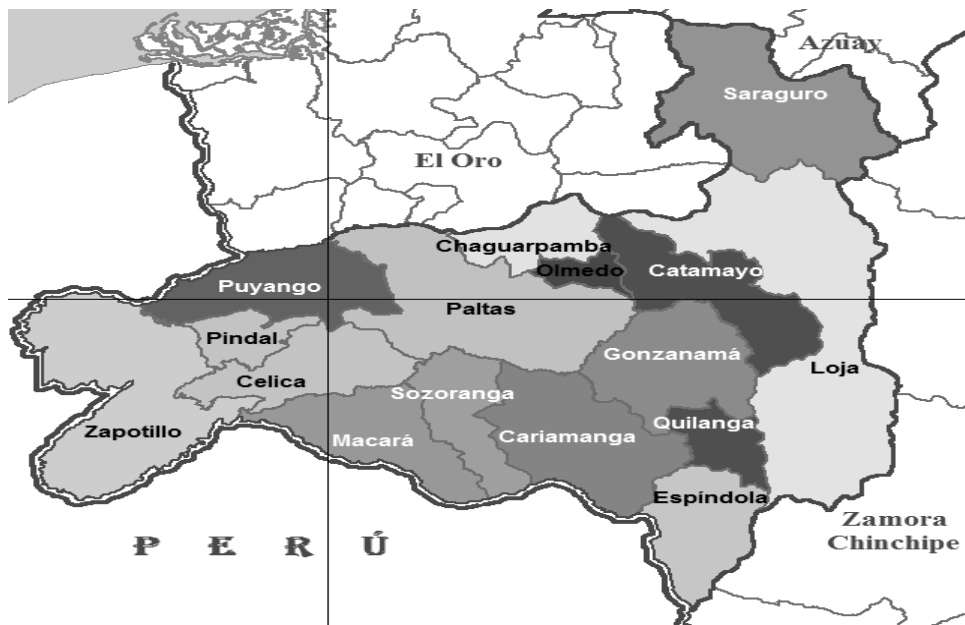 Azuay
Saraguro
El Oro
Chaguarpamba
Olmedo
Catamayo
Puyango
Paltas
Pindal
Gonzanamá
Loja
Celica
Sozoranga
Zapotillo
Macará
Cariamanga
Quilanga
Espíndola
Zamora
Chinchipe
P E R Ú